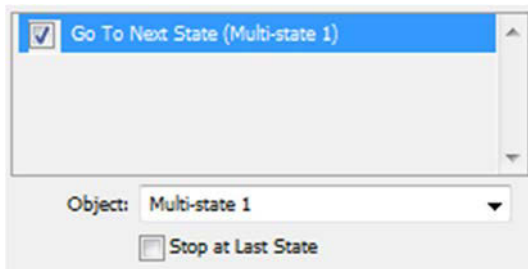 Go To Next State (Multi-state 1)
Object: Multi-state 1
Stop at Last State